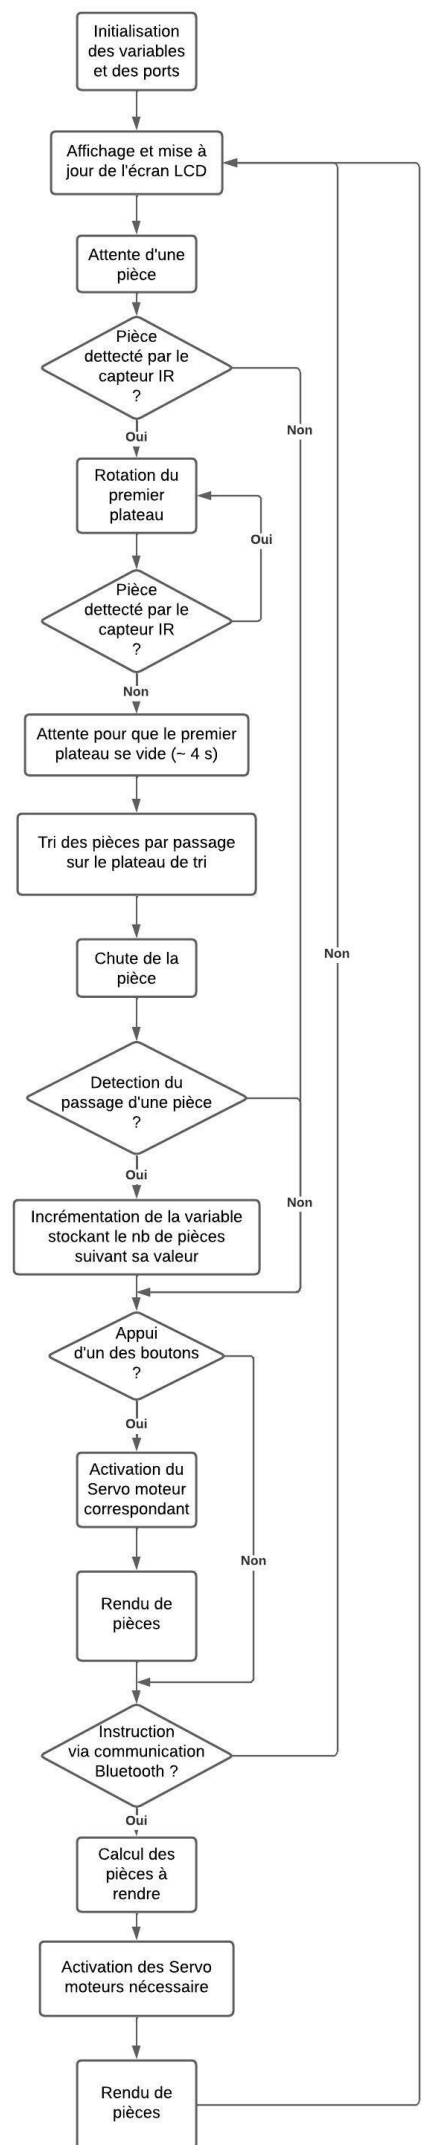 Initialisation
des variables
et des ports
Affichage et mise à
jour de l'écran LCD
Attente d'une
pièce
Pièce
dettecté par le
capteur IR
?
Non
Oui
Rotation du
premier
plateau
Oui
Pièce
dettecté par le
capteur IR
?
Non
Attente pour que le premier
plateau se vide (~ 4 s)
Tri des pièces par passage
sur le plateau de tri
Chute de la
pièce
Non
Detection du
passage d'une pièce
?
Oui
Non
Incrémentation de la variable
stockant le nb de pièces
suivant sa valeur
Appui
d'un des boutons
?
Oui
Activation du
Servo moteur
correspondant
Non
Rendu de
pièces
Instruction
via communication
Bluetooth ?
Oui
Calcul des
pièces à
rendre
Activation des Servo
moteurs nécessaire
Rendu de
pièces